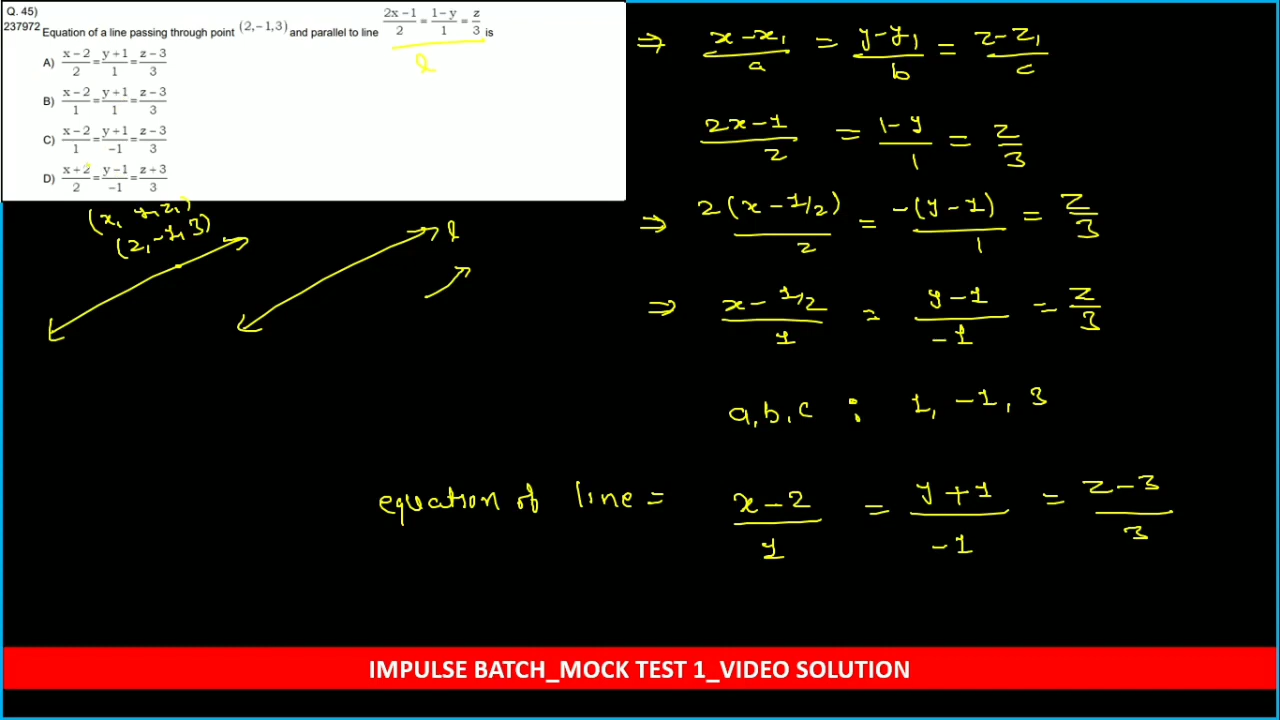 Q. 45)
237972 Equation of a line passing through point (2,−1,3) and parallel to line (2x−1)/2 = (1−y)/1 = z/3 is
A) (x−2)/2 = (y+1)/1 = (z−3)/3
B) (x−2)/1 = (y+1)/1 = (z−3)/3
C) (x−2)/1 = (y+1)/−1 = (z−3)/3
D) (x+2)/2 = (y−1)/−1 = (z+3)/3
l
(x₁ y₁ z₁)
(2, −1, 3)
l
⇒ (x−x₁)/a = (y−y₁)/b = (z−z₁)/c
(2x−1)/2 = (1−y)/1 = z/3
⇒ 2(x−1/2)/2 = −(y−1)/1 = z/3
⇒ (x−1/2)/1 = (y−1)/−1 = z/3
a, b, c : 1, −1, 3
equation of line = (x−2)/1 = (y+1)/−1 = (z−3)/3
IMPULSE BATCH_MOCK TEST 1_VIDEO SOLUTION